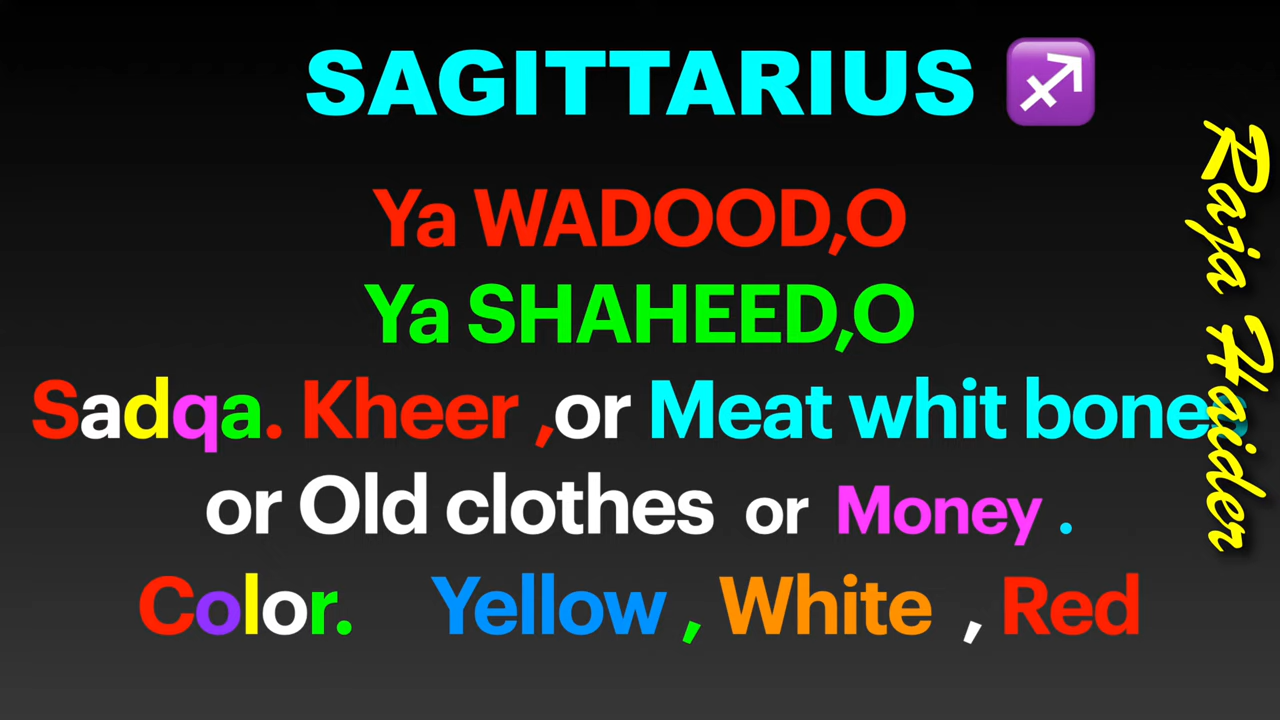 SAGITTARIUS ♐
Ya WADOOD,O
Ya SHAHEED,O
Sadqa. Kheer ,or Meat whit bones
or Old clothes or Money .
Color. Yellow , White , Red
Raja Haider